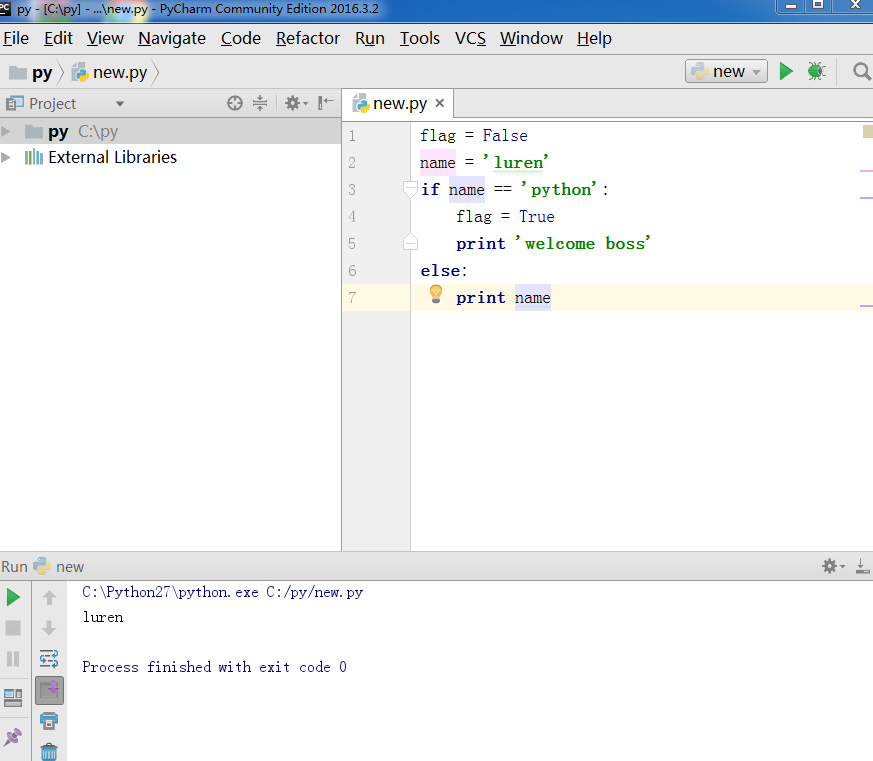 PC py - [C:\py] - ...\new.py - PyCharm Community Edition 2016.3.2
File Edit View Navigate Code Refactor Run Tools VCS Window Help
py new.py new
Project new.py
py C:\py
External Libraries
1 flag = False
2 name = 'luren'
3 if name == 'python':
4 flag = True
5 print 'welcome boss'
6 else:
7 print name
Run new
C:\Python27\python.exe C:/py/new.py
luren
Process finished with exit code 0